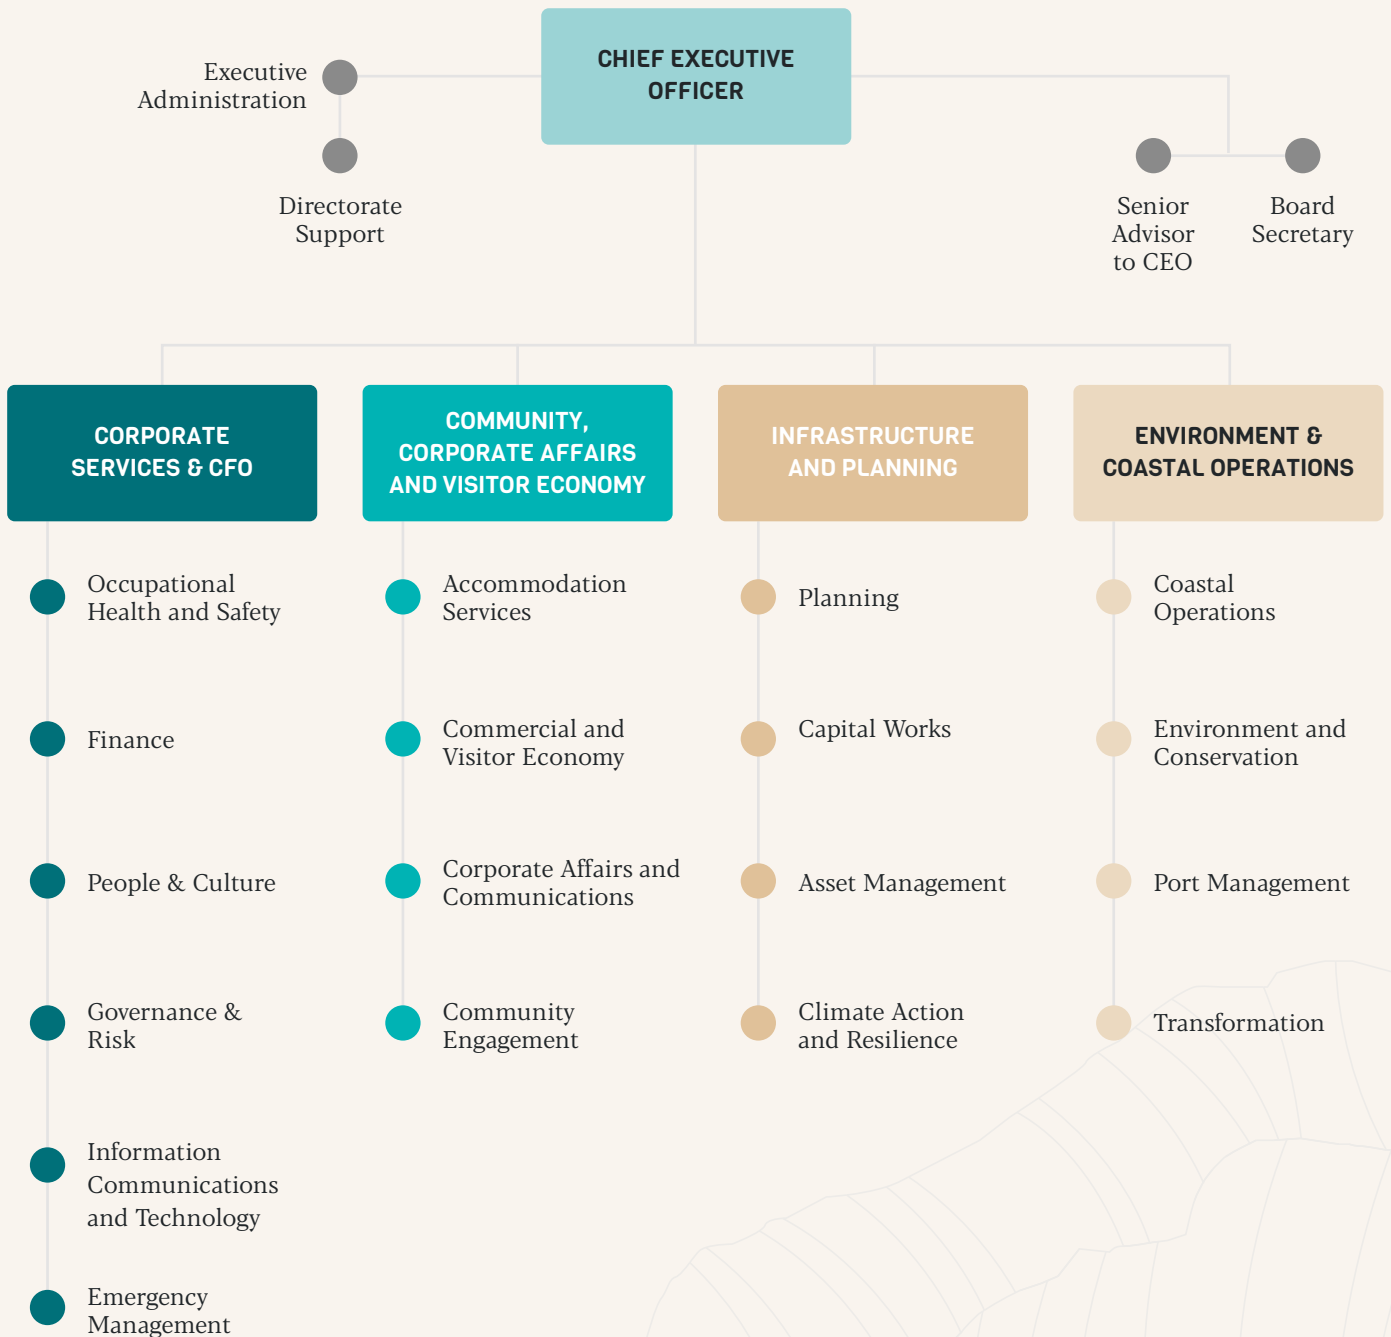 CHIEF EXECUTIVE
OFFICER
Executive
Administration
Directorate
Support
Senior
Advisor
to CEO
Board
Secretary
CORPORATE
SERVICES & CFO
Occupational
Health and Safety
Finance
People & Culture
Governance &
Risk
Information
Communications
and Technology
Emergency
Management
COMMUNITY,
CORPORATE AFFAIRS
AND VISITOR ECONOMY
Accommodation
Services
Commercial and
Visitor Economy
Corporate Affairs and
Communications
Community
Engagement
INFRASTRUCTURE
AND PLANNING
Planning
Capital Works
Asset Management
Climate Action
and Resilience
ENVIRONMENT &
COASTAL OPERATIONS
Coastal
Operations
Environment and
Conservation
Port Management
Transformation